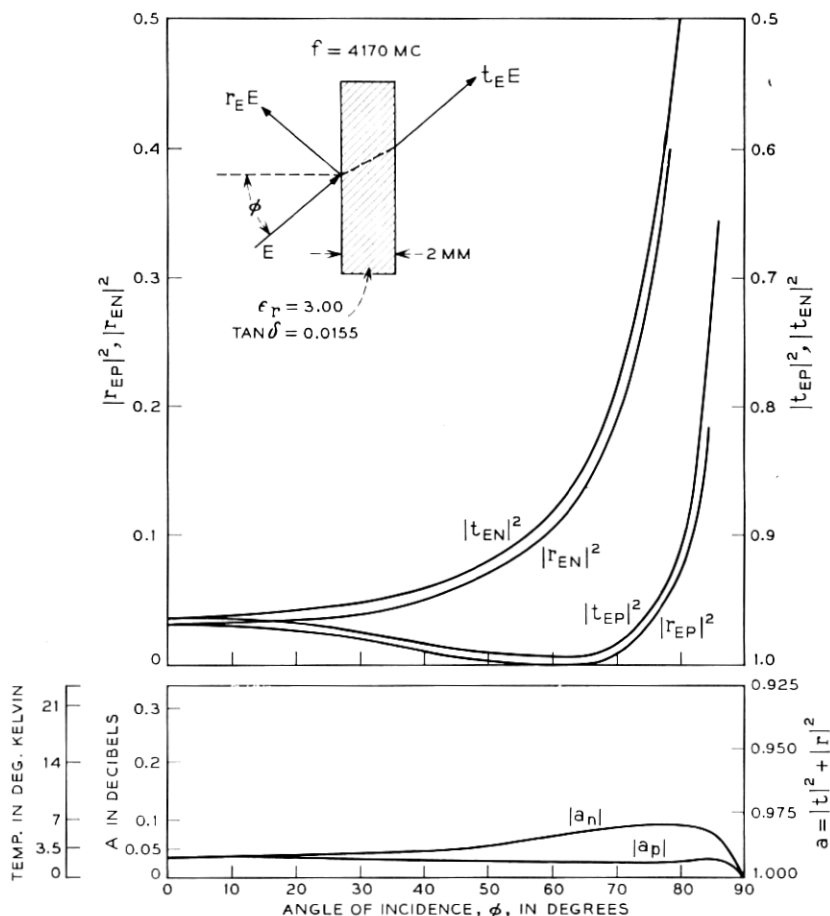 f = 4170 MC
r_E E
t_E E
ϕ
E
2 MM
ϵ_r = 3.00
TAN δ = 0.0155
0.5
0.4
0.3
0.2
0.1
0
|r_EP|², |r_EN|²
0.5
0.6
0.7
0.8
0.9
1.0
|t_EP|², |t_EN|²
|t_EN|²
|r_EN|²
|t_EP|²
|r_EP|²
21
14
7
3.5
0
TEMP. IN DEG. KELVIN
0.3
0.2
0.1
0.05
0
A IN DECIBELS
|a_n|
|a_p|
0.925
0.950
0.975
1.000
a = |t|² + |r|²
0 10 20 30 40 50 60 70 80 90
ANGLE OF INCIDENCE, ϕ, IN DEGREES